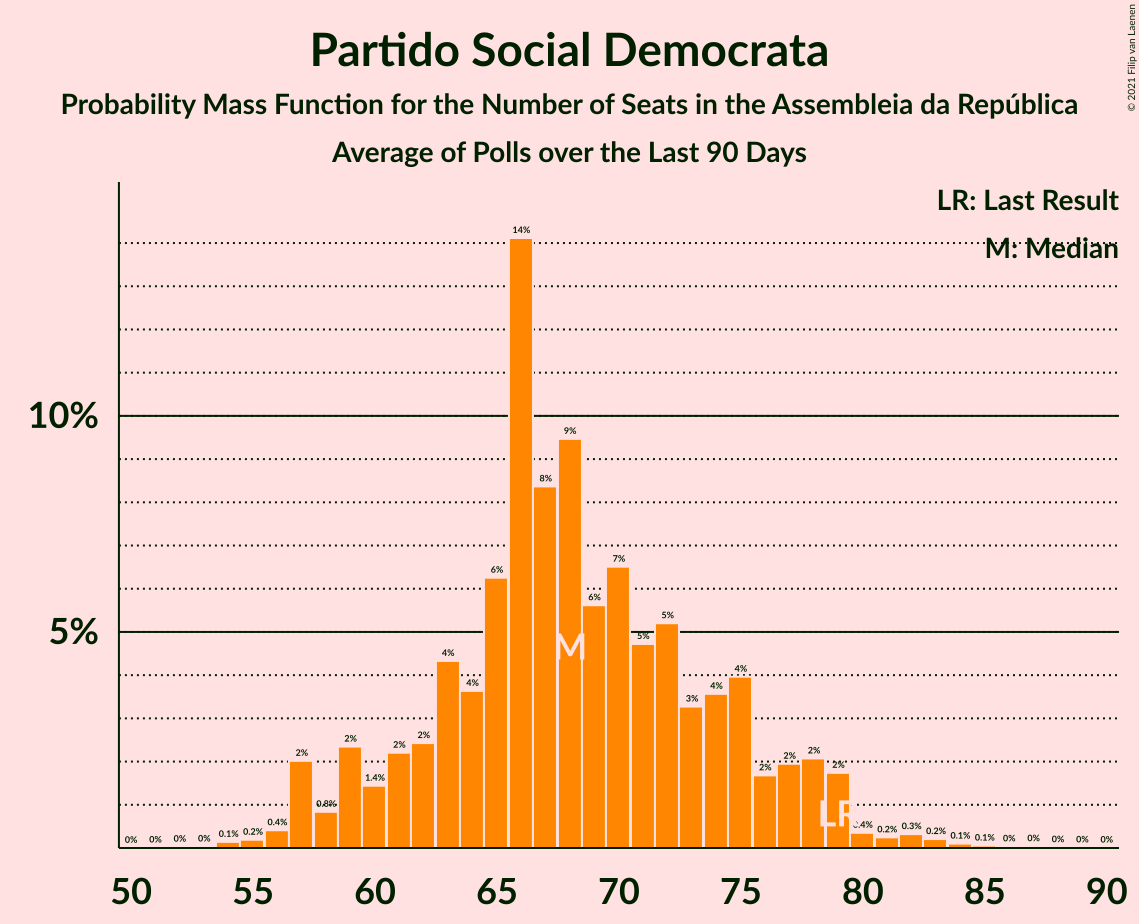 Partido Social Democrata
Probability Mass Function for the Number of Seats in the Assembleia da República
Average of Polls over the Last 90 Days
© 2021 Filip van Laenen
LR: Last Result
M: Median
10%
5%
0% 0% 0% 0% 0.1% 0.2% 0.4% 2% 0.8% 2% 1.4% 2% 2% 4% 4% 6% 14% 8% 9% 6% 7% 5% 5% 3% 4% 4% 2% 2% 2% 2% 0.4% 0.2% 0.3% 0.2% 0.1% 0.1% 0% 0% 0% 0% 0%
M
LR
50 55 60 65 70 75 80 85 90